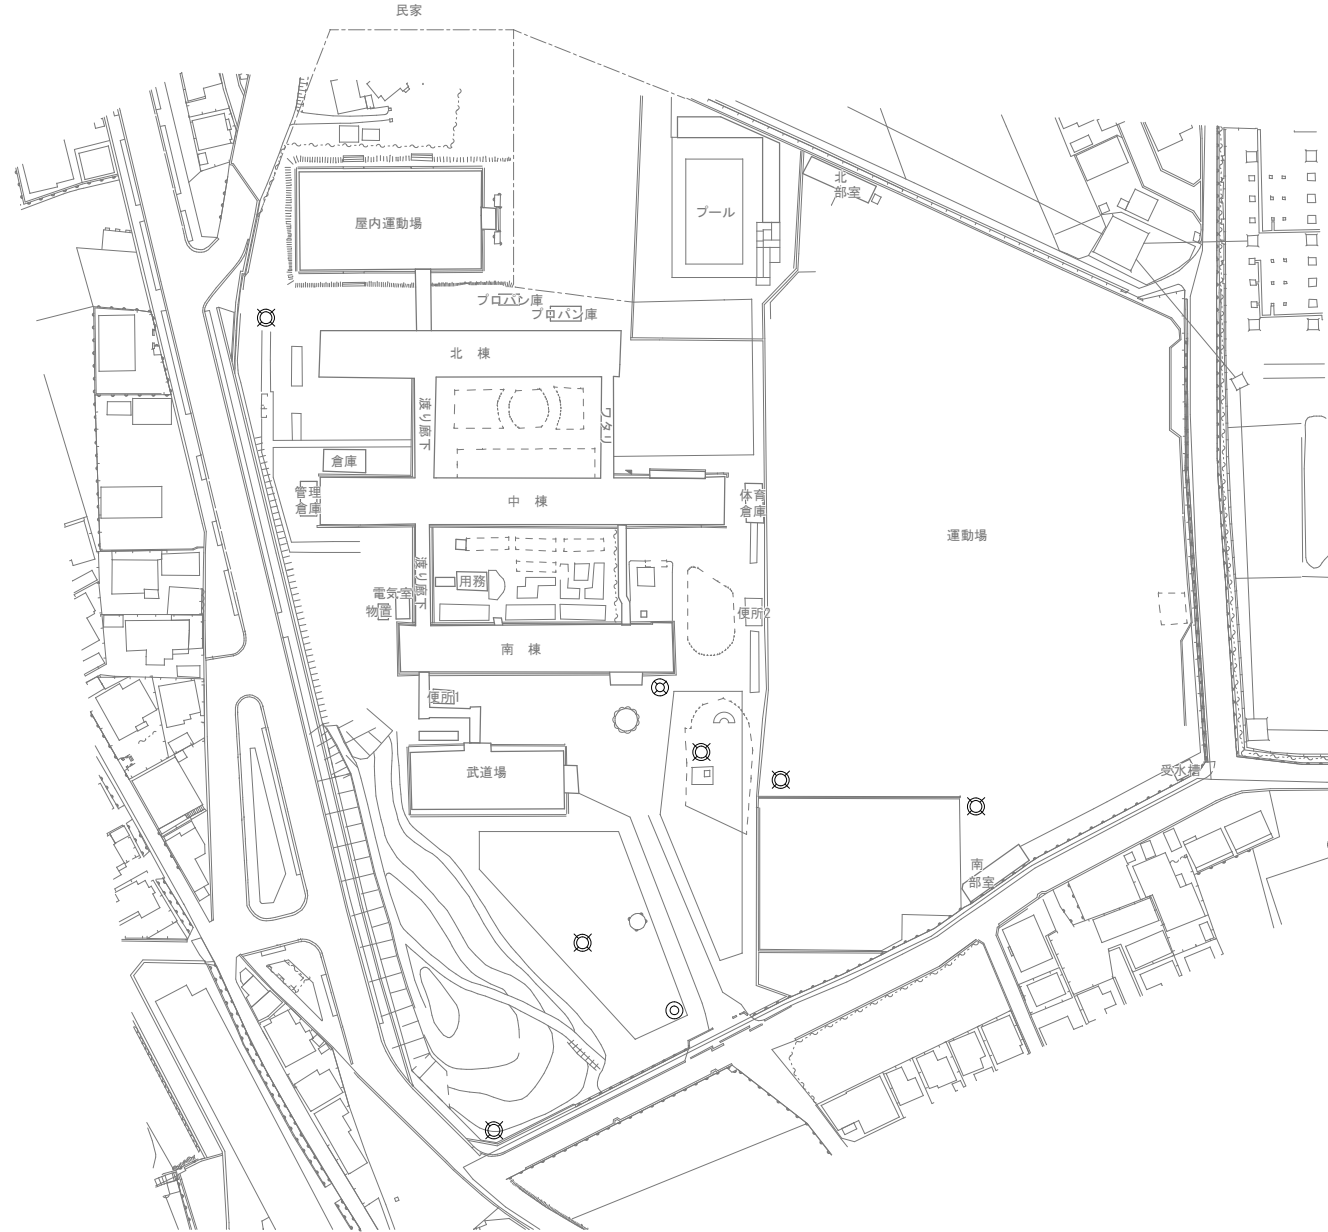 民家
北
部室
プール
屋内運動場
プロパン庫
プロパン庫
北　棟
渡り廊下
ワタリ
倉庫
管理
倉庫
中　棟
体育
倉庫
運動場
渡り廊下
用務
電気室
物置
便所2
南　棟
便所1
武道場
受水槽
南
部室